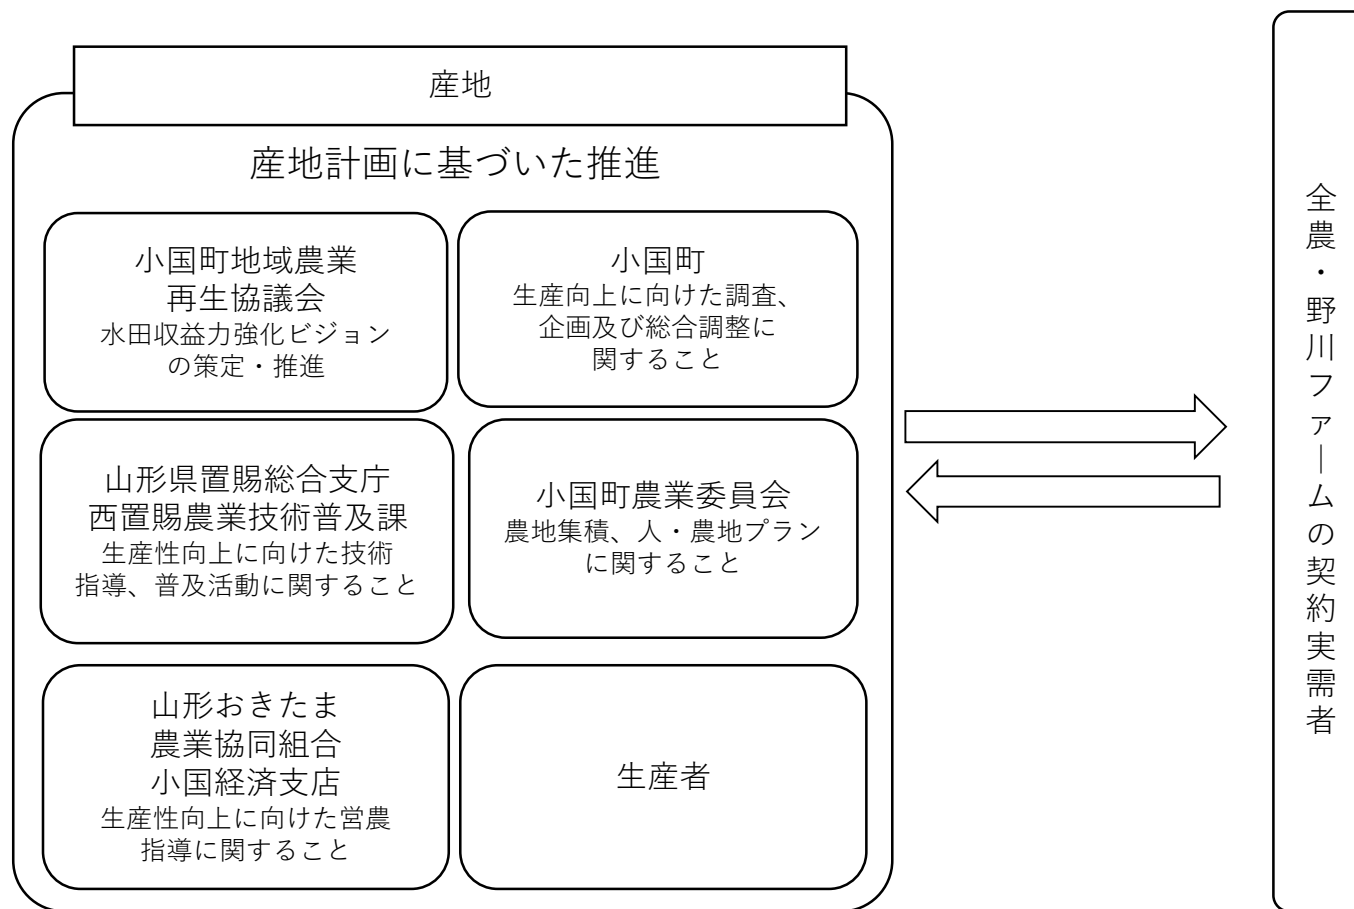 産地
産地計画に基づいた推進
小国町地域農業
再生協議会
水田収益力強化ビジョン
の策定・推進
小国町
生産向上に向けた調査、
企画及び総合調整に
関すること
山形県置賜総合支庁
西置賜農業技術普及課
生産性向上に向けた技術
指導、普及活動に関すること
小国町農業委員会
農地集積、人・農地プラン
に関すること
山形おきたま
農業協同組合
小国経済支店
生産性向上に向けた営農
指導に関すること
生産者
全農・野川ファームの契約実需者